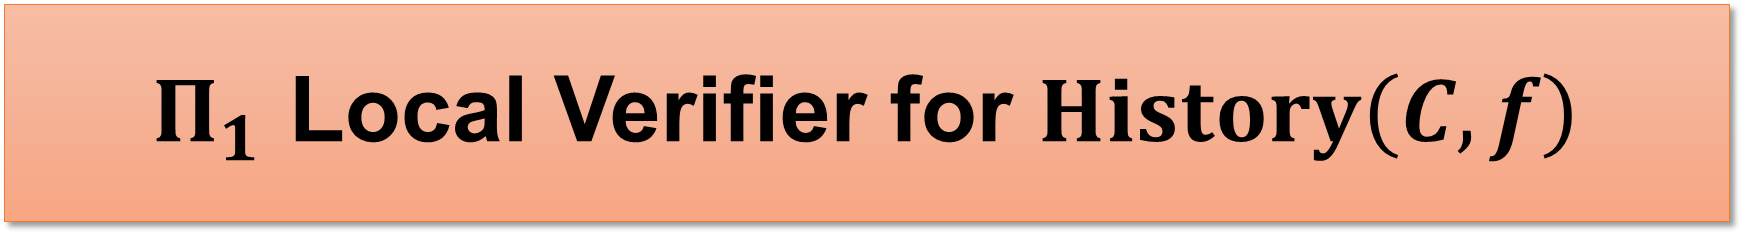 Π₁ Local Verifier for History(C, f)